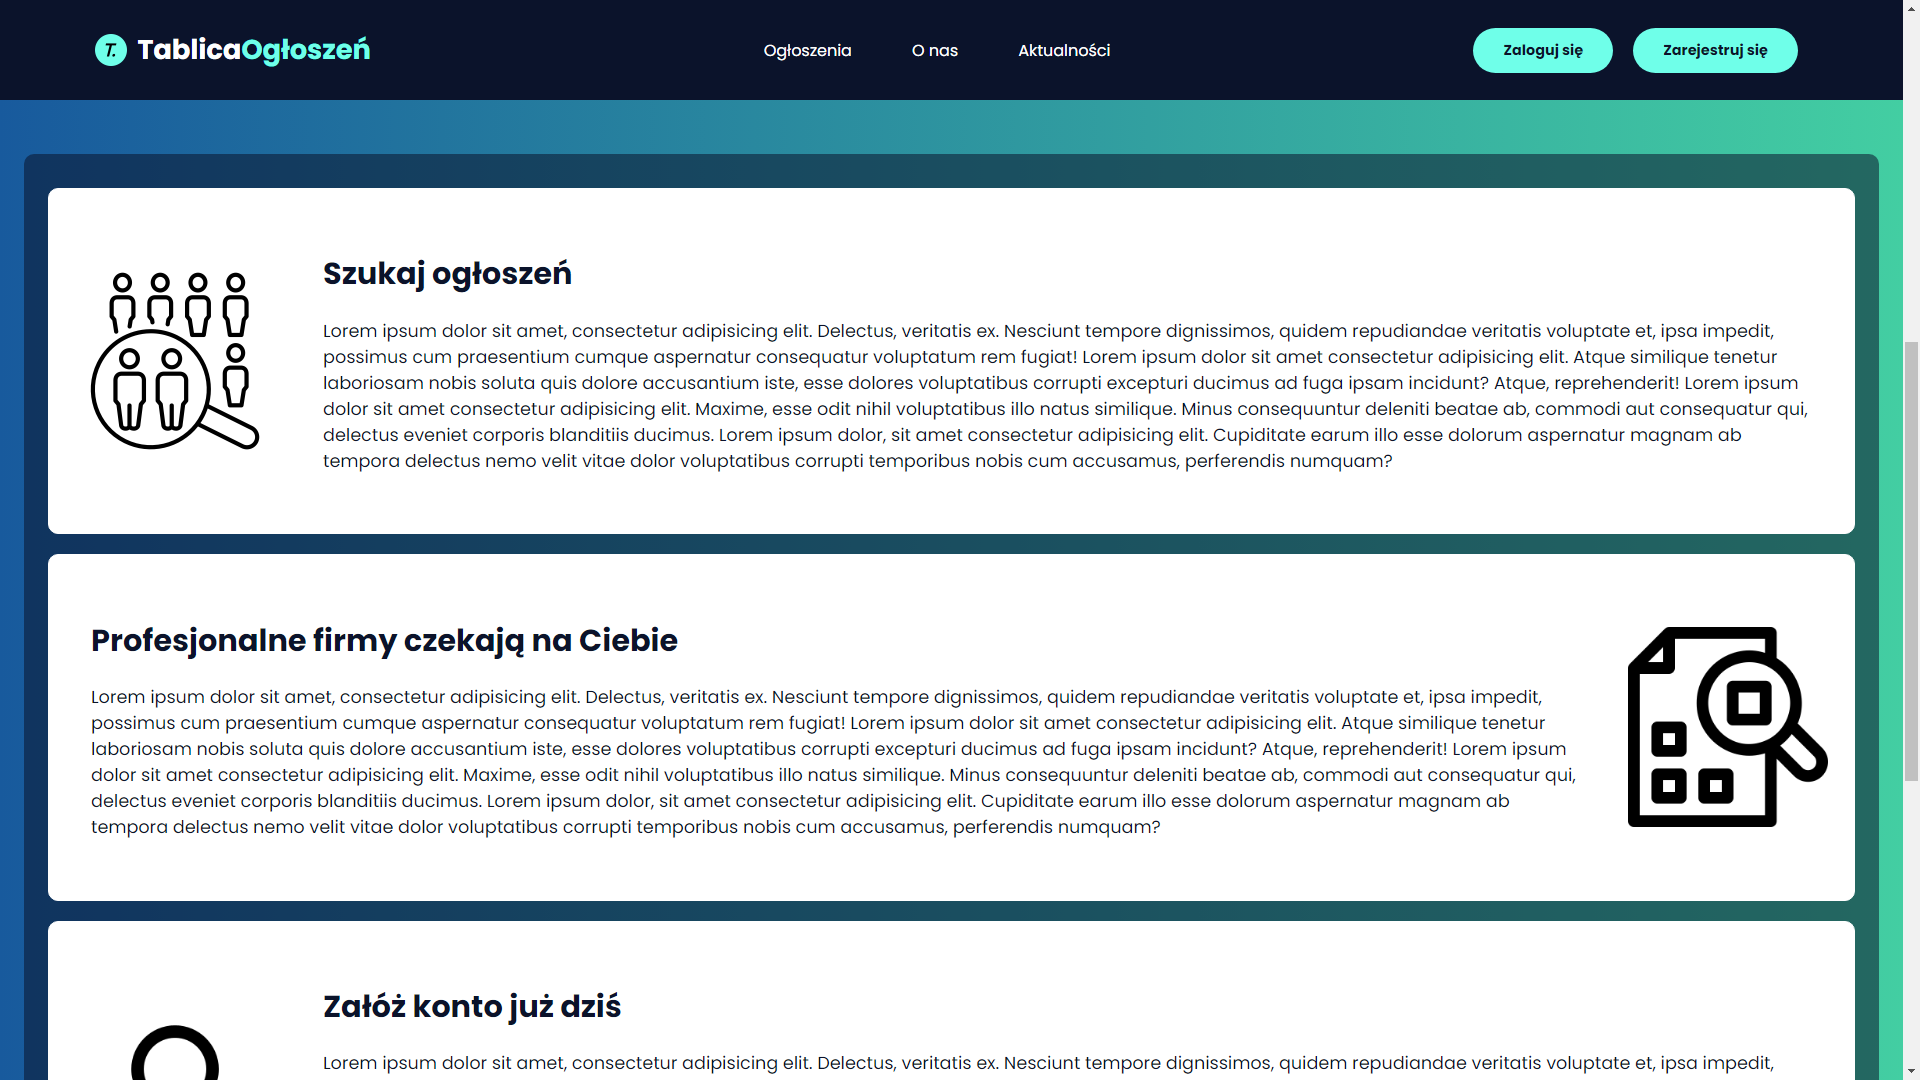 T. TablicaOgłoszeń
Ogłoszenia O nas Aktualności
Zaloguj się Zarejestruj się
Szukaj ogłoszeń
Lorem ipsum dolor sit amet, consectetur adipisicing elit. Delectus, veritatis ex. Nesciunt tempore dignissimos, quidem repudiandae veritatis voluptate et, ipsa impedit,
possimus cum praesentium cumque aspernatur consequatur voluptatum rem fugiat! Lorem ipsum dolor sit amet consectetur adipisicing elit. Atque similique tenetur
laboriosam nobis soluta quis dolore accusantium iste, esse dolores voluptatibus corrupti excepturi ducimus ad fuga ipsam incidunt? Atque, reprehenderit! Lorem ipsum
dolor sit amet consectetur adipisicing elit. Maxime, esse odit nihil voluptatibus illo natus similique. Minus consequuntur deleniti beatae ab, commodi aut consequatur qui,
delectus eveniet corporis blanditiis ducimus. Lorem ipsum dolor, sit amet consectetur adipisicing elit. Cupiditate earum illo esse dolorum aspernatur magnam ab
tempora delectus nemo velit vitae dolor voluptatibus corrupti temporibus nobis cum accusamus, perferendis numquam?
Profesjonalne firmy czekają na Ciebie
Lorem ipsum dolor sit amet, consectetur adipisicing elit. Delectus, veritatis ex. Nesciunt tempore dignissimos, quidem repudiandae veritatis voluptate et, ipsa impedit,
possimus cum praesentium cumque aspernatur consequatur voluptatum rem fugiat! Lorem ipsum dolor sit amet consectetur adipisicing elit. Atque similique tenetur
laboriosam nobis soluta quis dolore accusantium iste, esse dolores voluptatibus corrupti excepturi ducimus ad fuga ipsam incidunt? Atque, reprehenderit! Lorem ipsum
dolor sit amet consectetur adipisicing elit. Maxime, esse odit nihil voluptatibus illo natus similique. Minus consequuntur deleniti beatae ab, commodi aut consequatur qui,
delectus eveniet corporis blanditiis ducimus. Lorem ipsum dolor, sit amet consectetur adipisicing elit. Cupiditate earum illo esse dolorum aspernatur magnam ab
tempora delectus nemo velit vitae dolor voluptatibus corrupti temporibus nobis cum accusamus, perferendis numquam?
Załóż konto już dziś
Lorem ipsum dolor sit amet, consectetur adipisicing elit. Delectus, veritatis ex. Nesciunt tempore dignissimos, quidem repudiandae veritatis voluptate et, ipsa impedit,